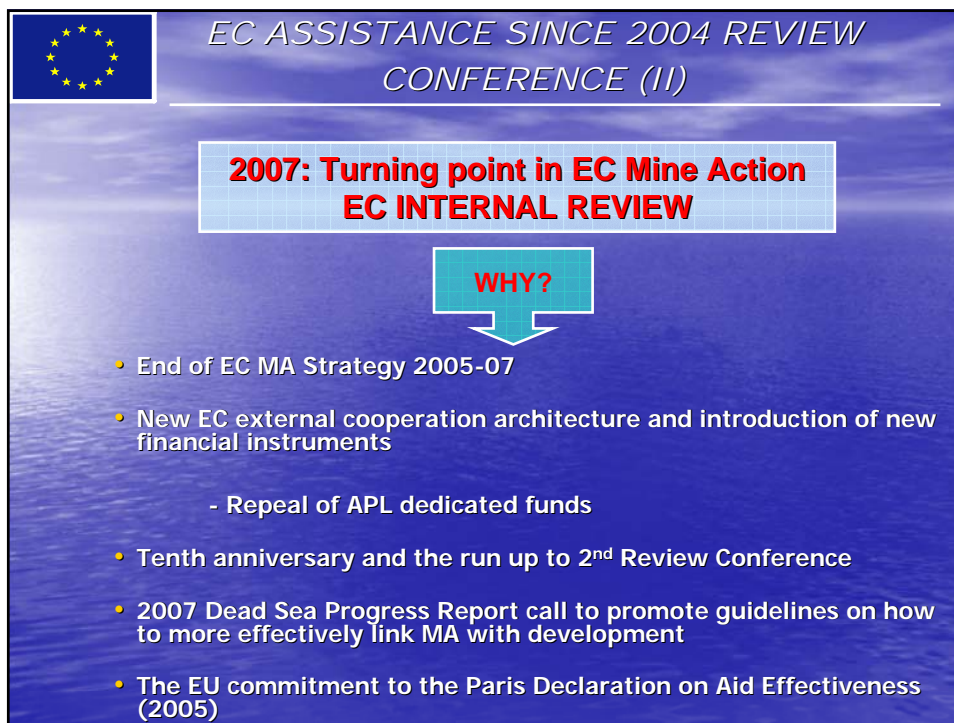 EC ASSISTANCE SINCE 2004 REVIEW
CONFERENCE (II)
2007: Turning point in EC Mine Action
EC INTERNAL REVIEW
WHY?
• End of EC MA Strategy 2005-07
• New EC external cooperation architecture and introduction of new
financial instruments
- Repeal of APL dedicated funds
• Tenth anniversary and the run up to 2nd Review Conference
• 2007 Dead Sea Progress Report call to promote guidelines on how
to more effectively link MA with development
• The EU commitment to the Paris Declaration on Aid Effectiveness
(2005)